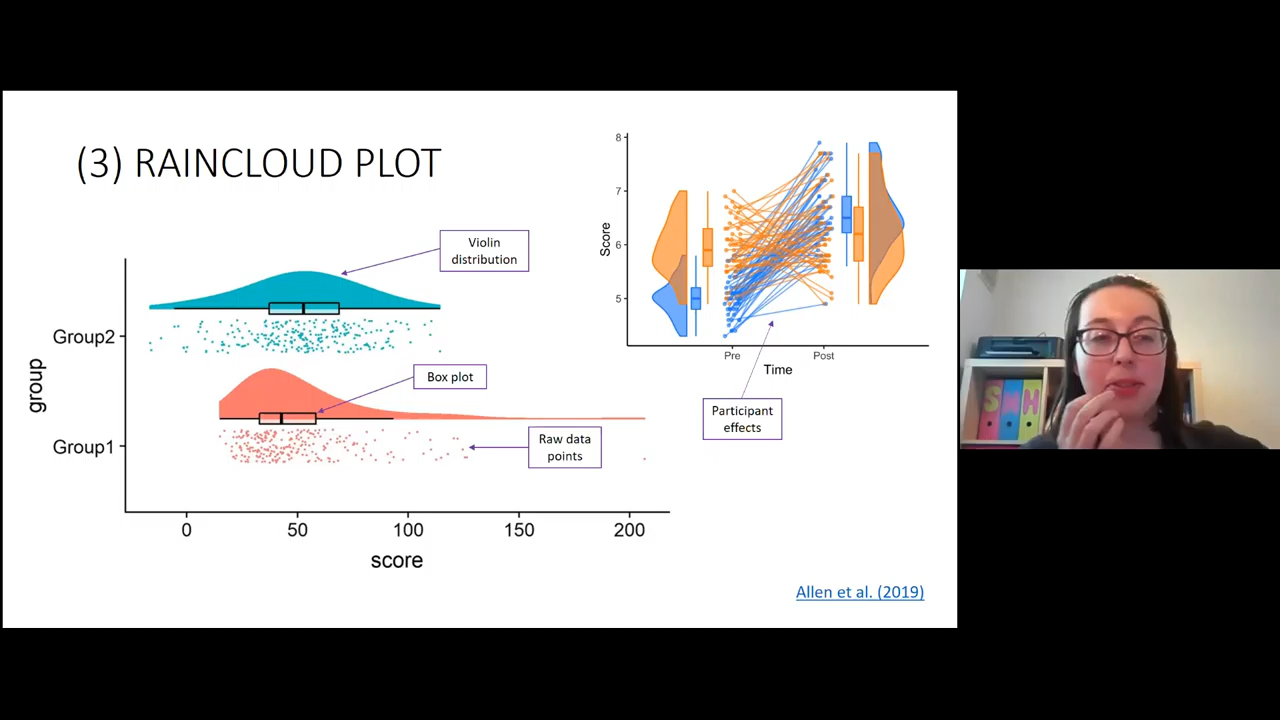 (3) RAINCLOUD PLOT
Violin
distribution
Group2
Box plot
Group1
Raw data
points
group
0 50 100 150 200
score
8
7
6
5
Score
Pre Post
Time
Participant
effects
Allen et al. (2019)
SMH